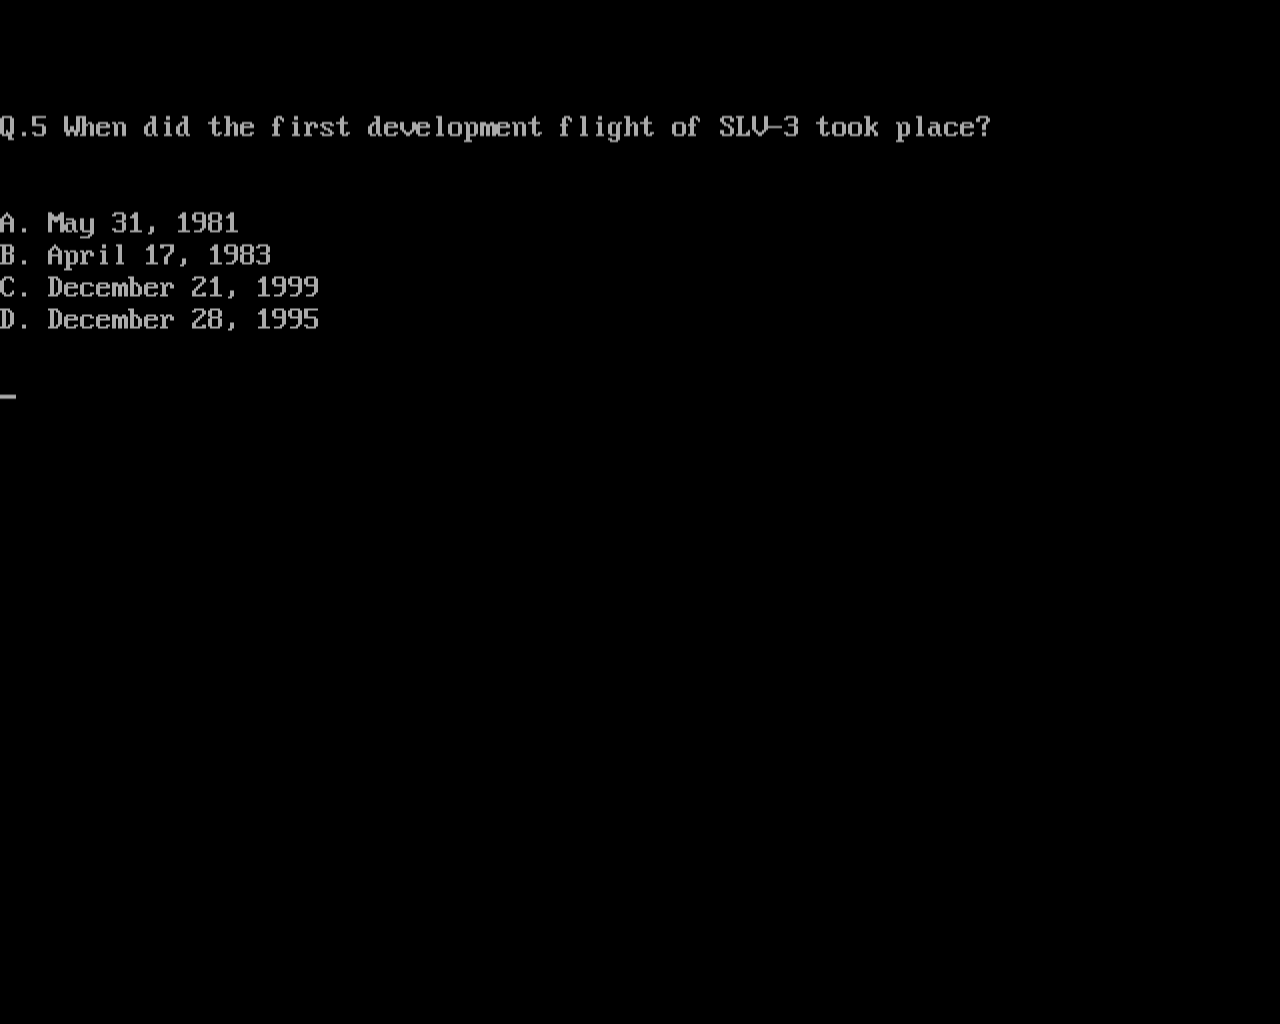 Q.5 When did the first development flight of SLV-3 took place?
A. May 31, 1981
B. April 17, 1983
C. December 21, 1999
D. December 28, 1995